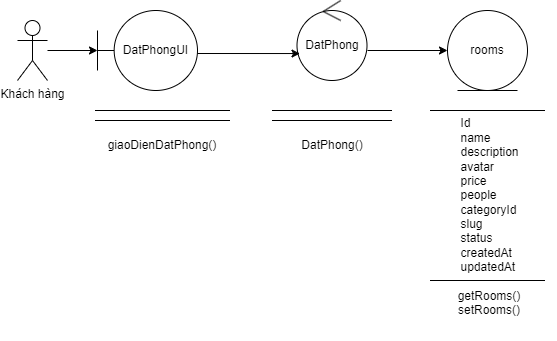 DatPhongUI
DatPhong
rooms
Khách hàng
giaoDienDatPhong()
DatPhong()
Id
name
description
avatar
price
people
categoryId
slug
status
createdAt
updatedAt
getRooms()
setRooms()